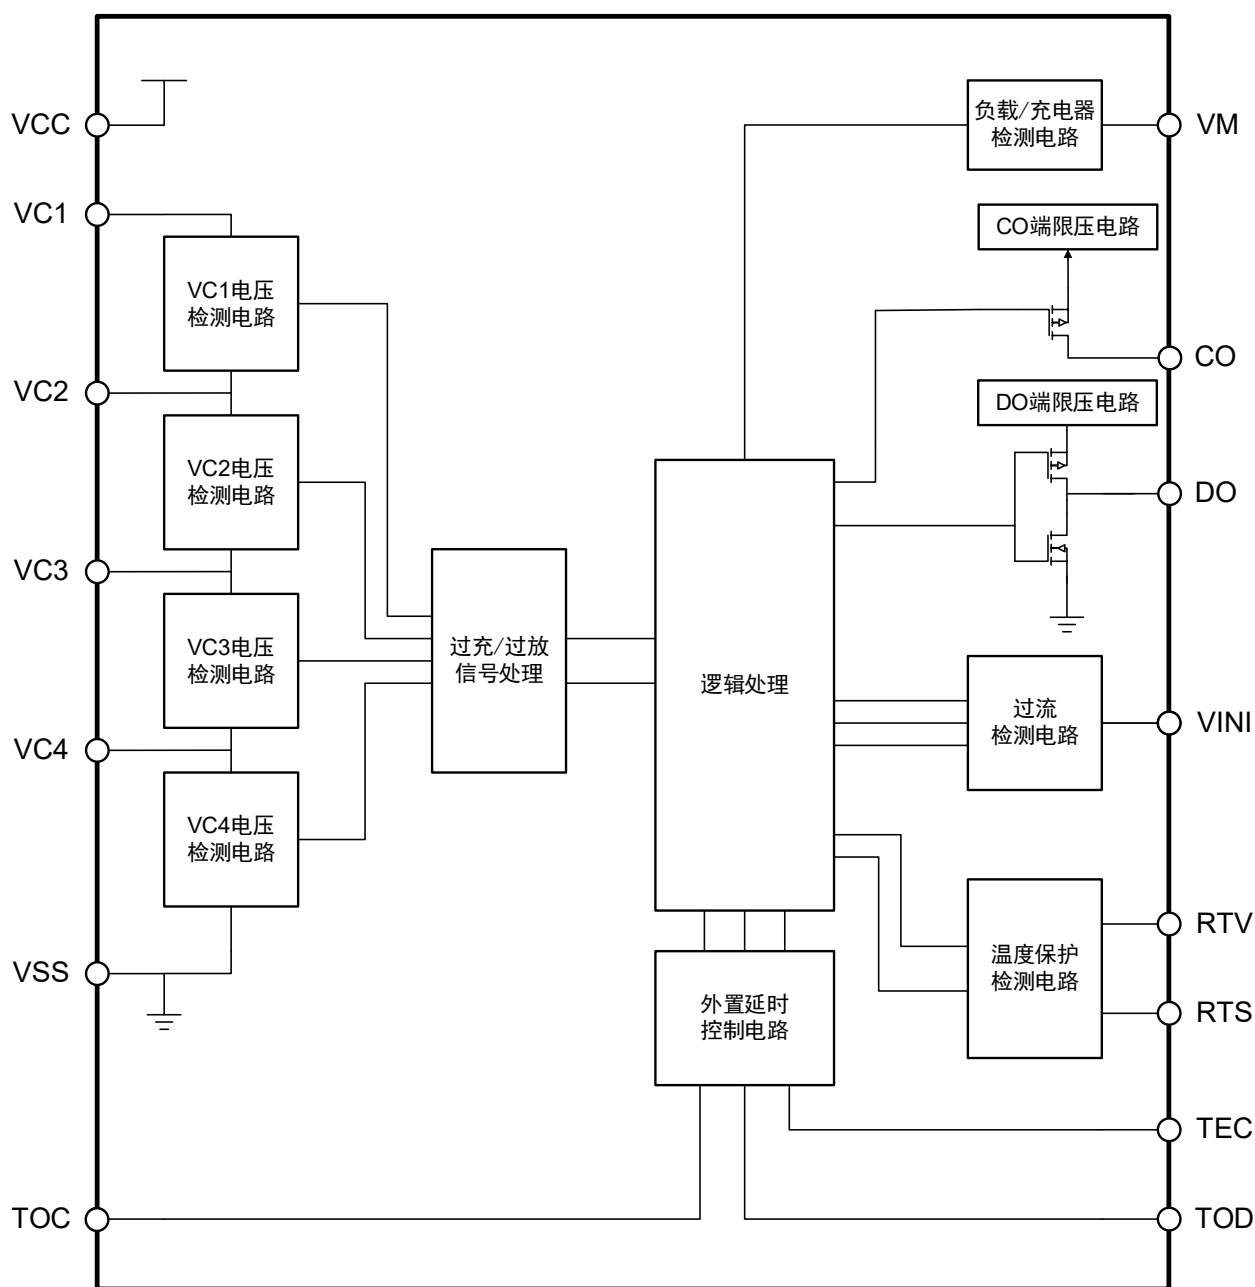 VCC
VC1
VC2
VC3
VC4
VSS
TOC
VC1电压
检测电路
VC2电压
检测电路
VC3电压
检测电路
VC4电压
检测电路
过充/过放
信号处理
逻辑处理
外置延时
控制电路
负载/充电器
检测电路
CO端限压电路
DO端限压电路
过流
检测电路
温度保护
检测电路
VM
CO
DO
VINI
RTV
RTS
TEC
TOD